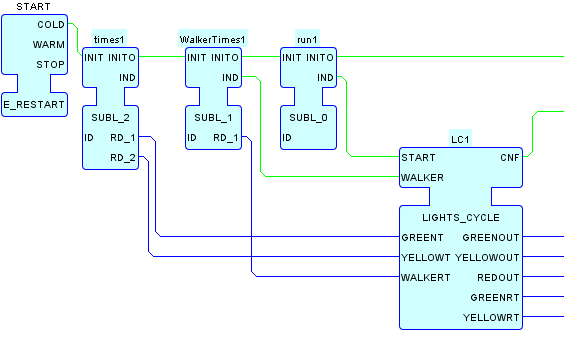 START
COLD
WARM
STOP
E_RESTART
times1
INIT INITO
IND
SUBL_2
ID RD_1
RD_2
WalkerTimes1
INIT INITO
IND
SUBL_1
ID RD_1
run1
INIT INITO
IND
SUBL_0
ID
LC1
START CNF
WALKER
LIGHTS_CYCLE
GREENT GREENOUT
YELLOWT YELLOWOUT
WALKERT REDOUT
GREENRT
YELLOWRT